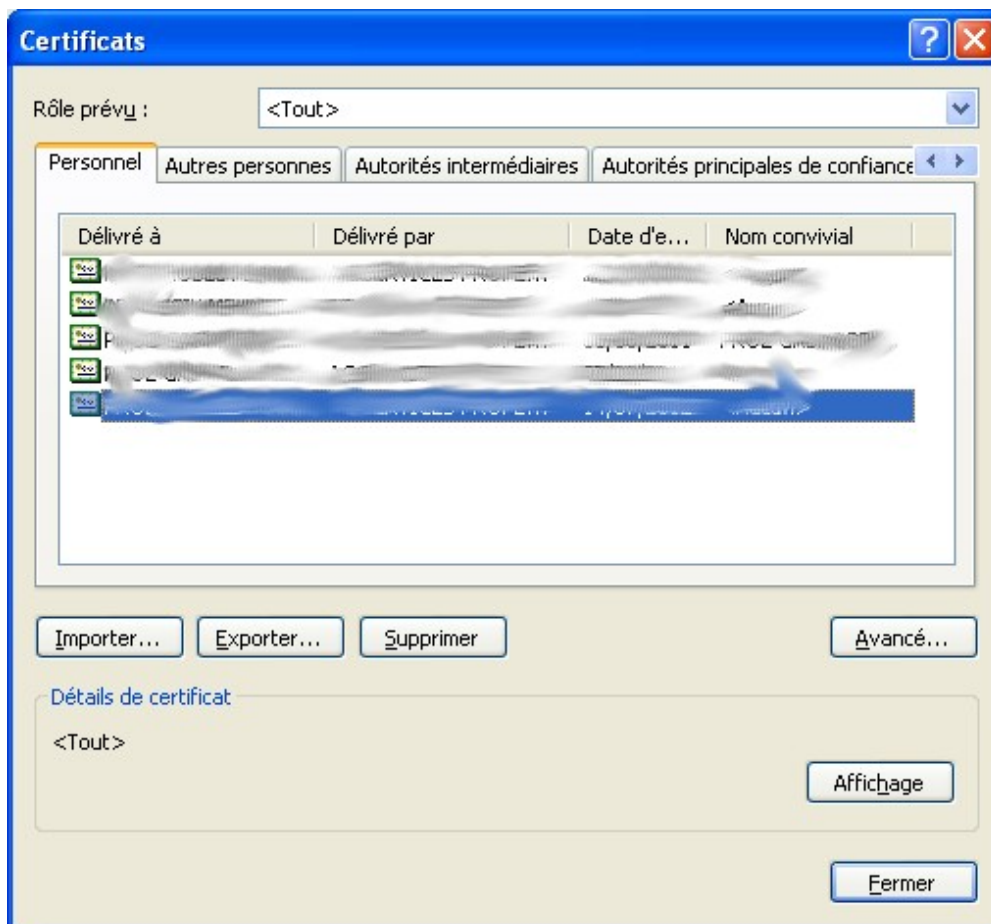 Certificats
Rôle prévu : <Tout>
Personnel Autres personnes Autorités intermédiaires Autorités principales de confiance
Délivré à Délivré par Date d'e... Nom convivial
Importer... Exporter... Supprimer Avancé...
Détails de certificat
<Tout>
Affichage
Fermer